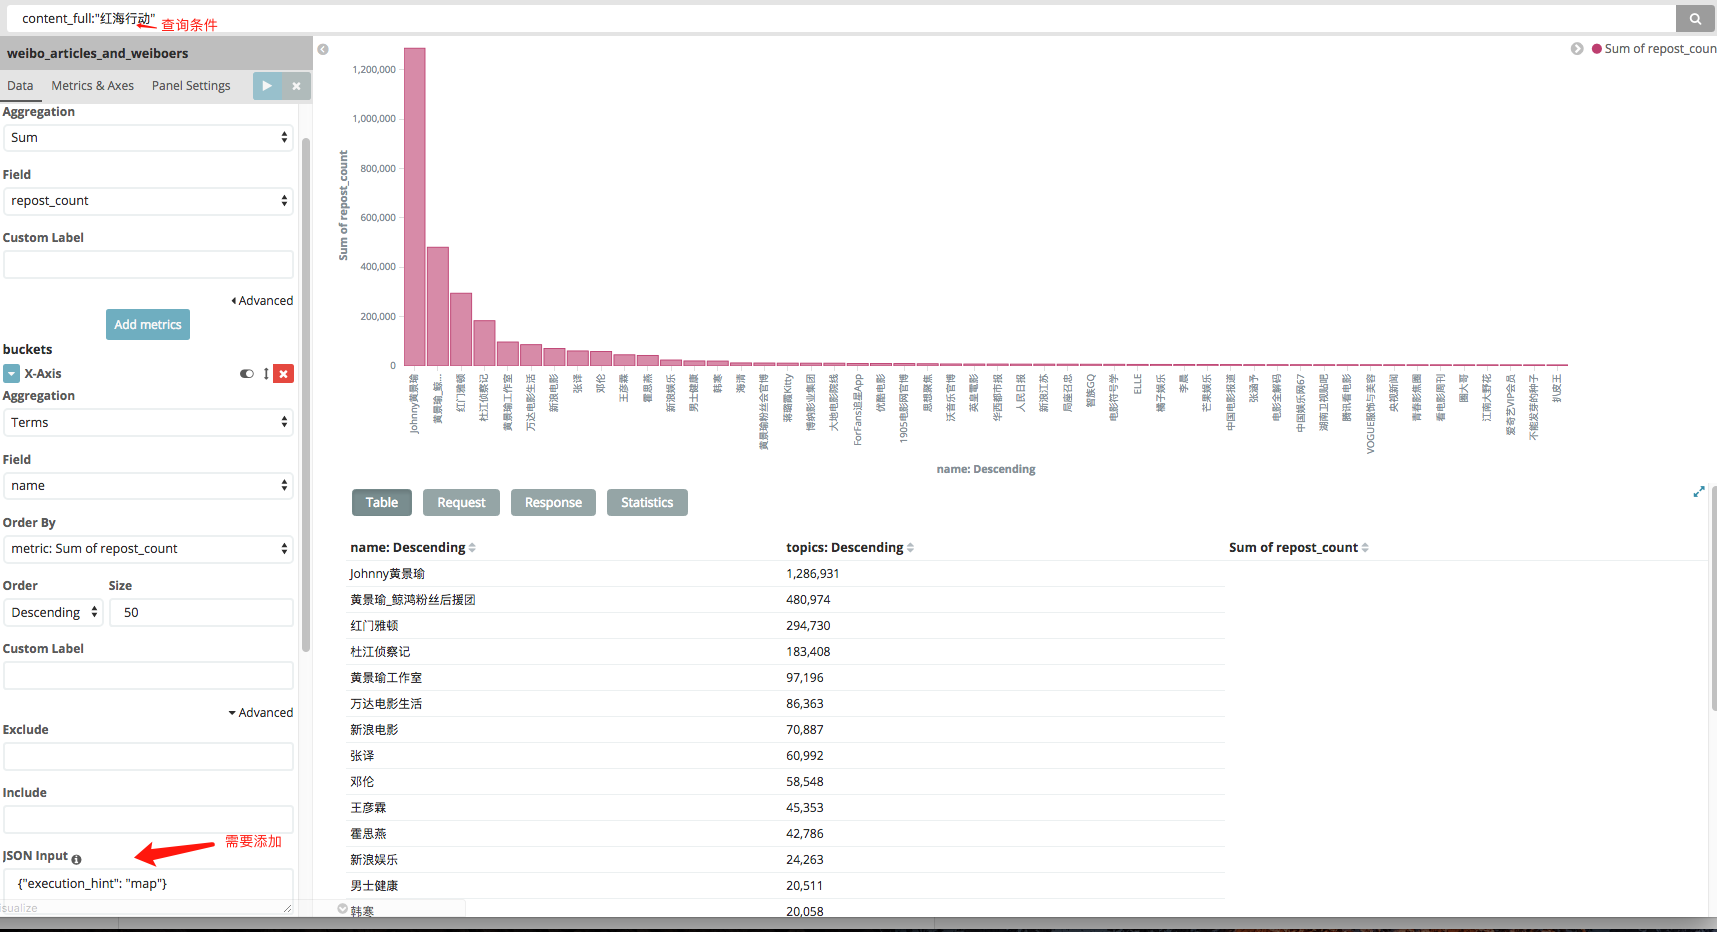 content_full:"红海行动"
查询条件
weibo_articles_and_weiboers
Data Metrics & Axes Panel Settings
Aggregation
Sum
Field
repost_count
Custom Label
Advanced
Add metrics
buckets
X-Axis
Aggregation
Terms
Field
name
Order By
metric: Sum of repost_count
Order Size
Descending 50
Custom Label
Advanced
Exclude
Include
需要添加
JSON Input
{"execution_hint": "map"}
isualize
Sum of repost_coun
1,200,000
1,000,000
800,000
600,000
400,000
200,000
0
Sum of repost_count
Johnny黄景瑜
黄景瑜_鲸...
红门雅顿
杜江侦察记
黄景瑜工作室
万达电影生活
新浪电影
张译
邓伦
王彦霖
霍思燕
新浪娱乐
男士健康
韩寒
海清
黄景瑜粉丝会官博
蒋璐霞Kitty
博纳影业集团
大地电影院线
ForFans追星App
优酷电影
1905电影网官博
思想聚焦
沃音乐官博
英皇電影
华西都市报
人民日报
新浪江苏
局座召忠
智族GQ
电影符号学
ELLE
橘子娱乐
李晨
芒果娱乐
中国电影报道
张涵予
电影全解码
中国娱乐网67
湖南卫视贴吧
腾讯看电影
VOGUE服饰与美容
央视新闻
青春影焦圈
看电影周刊
圈大哥
江南大野花
爱奇艺VIP会员
不能发芽的种子
扒皮王
name: Descending
Table Request Response Statistics
name: Descending topics: Descending Sum of repost_count
Johnny黄景瑜 1,286,931
黄景瑜_鲸鸿粉丝后援团 480,974
红门雅顿 294,730
杜江侦察记 183,408
黄景瑜工作室 97,196
万达电影生活 86,363
新浪电影 70,887
张译 60,992
邓伦 58,548
王彦霖 45,353
霍思燕 42,786
新浪娱乐 24,263
男士健康 20,511
韩寒 20,058